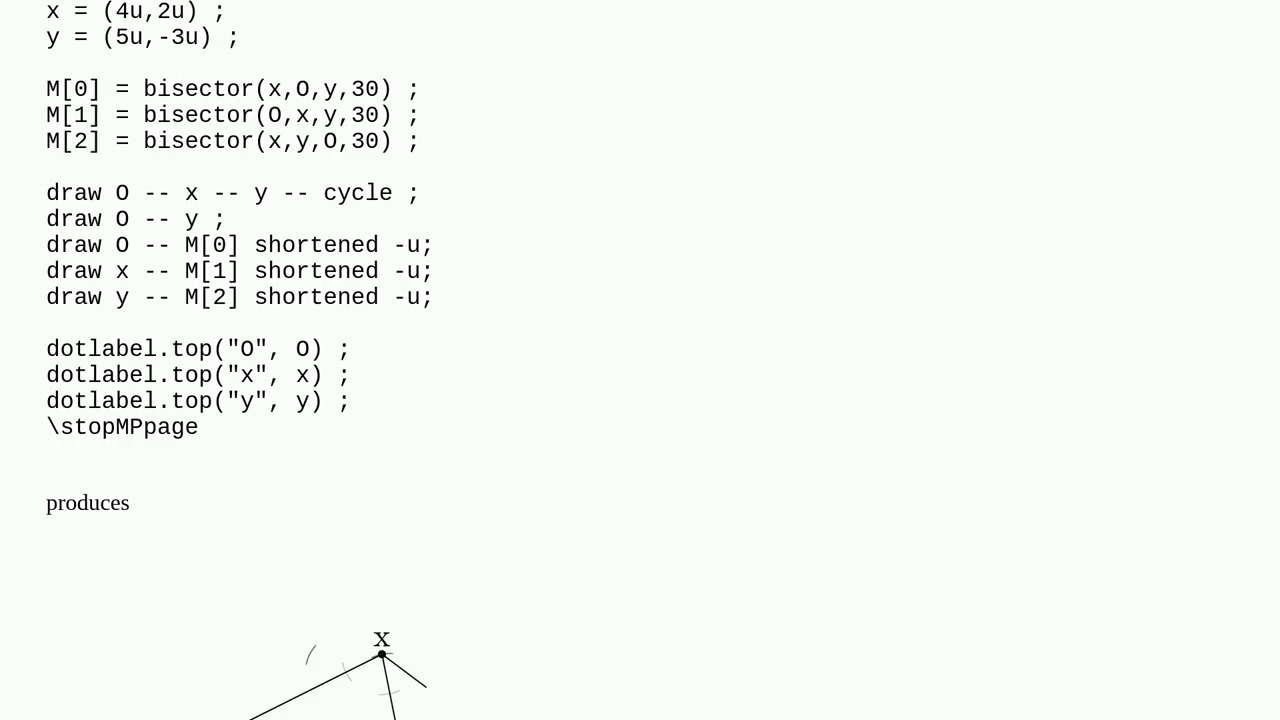 x = (4u,2u) ;
y = (5u,-3u) ;
M[0] = bisector(x,O,y,30) ;
M[1] = bisector(O,x,y,30) ;
M[2] = bisector(x,y,O,30) ;
draw O -- x -- y -- cycle ;
draw O -- y ;
draw O -- M[0] shortened -u;
draw x -- M[1] shortened -u;
draw y -- M[2] shortened -u;
dotlabel.top("O", O) ;
dotlabel.top("x", x) ;
dotlabel.top("y", y) ;
\stopMPpage
produces
x